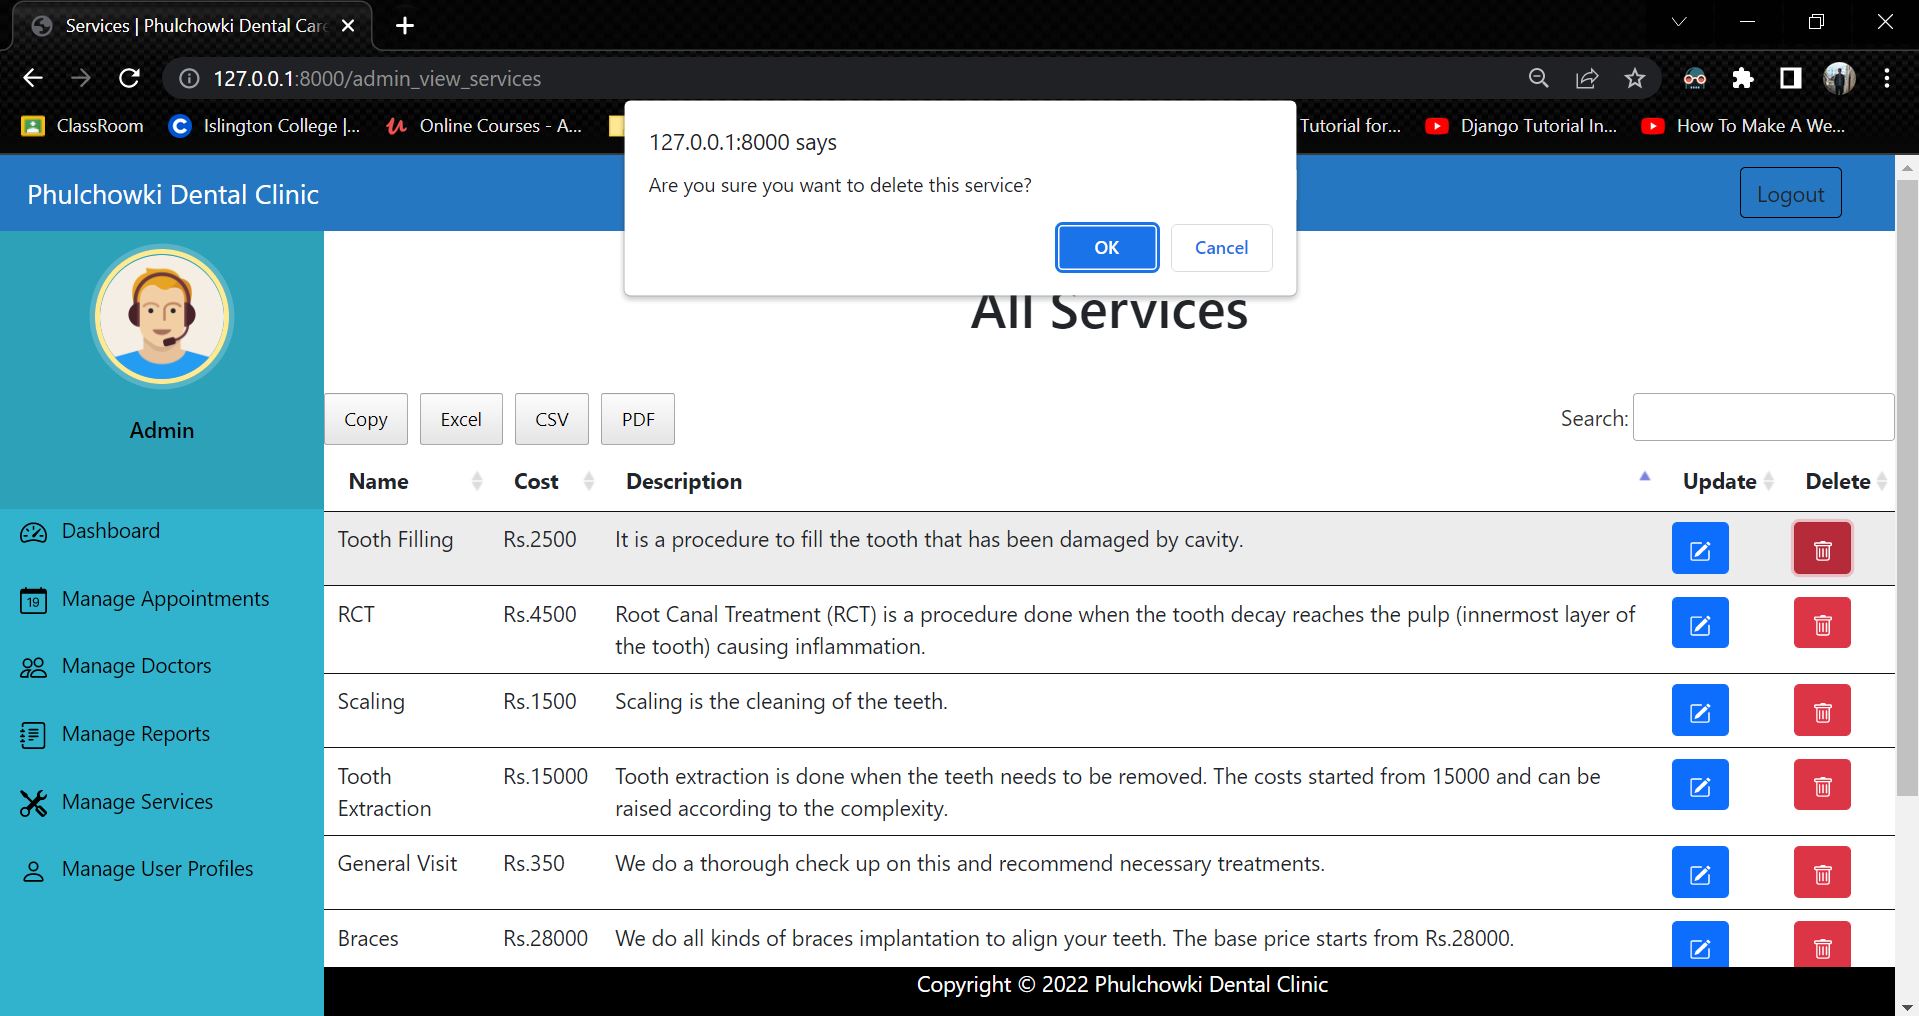 Services | Phulchowki Dental Care
127.0.0.1:8000/admin_view_services
ClassRoom
Islington College |...
Online Courses - A...
Tutorial for...
Django Tutorial In...
How To Make A We...
127.0.0.1:8000 says
Are you sure you want to delete this service?
OK
Cancel
Phulchowki Dental Clinic
Logout
Admin
Dashboard
19
Manage Appointments
Manage Doctors
Manage Reports
Manage Services
Manage User Profiles
All Services
Copy
Excel
CSV
PDF
Search:
Name Cost Description Update Delete
Tooth Filling Rs.2500 It is a procedure to fill the tooth that has been damaged by cavity.
RCT Rs.4500 Root Canal Treatment (RCT) is a procedure done when the tooth decay reaches the pulp (innermost layer of
the tooth) causing inflammation.
Scaling Rs.1500 Scaling is the cleaning of the teeth.
Tooth Rs.15000 Tooth extraction is done when the teeth needs to be removed. The costs started from 15000 and can be
Extraction raised according to the complexity.
General Visit Rs.350 We do a thorough check up on this and recommend necessary treatments.
Braces Rs.28000 We do all kinds of braces implantation to align your teeth. The base price starts from Rs.28000.
Copyright © 2022 Phulchowki Dental Clinic